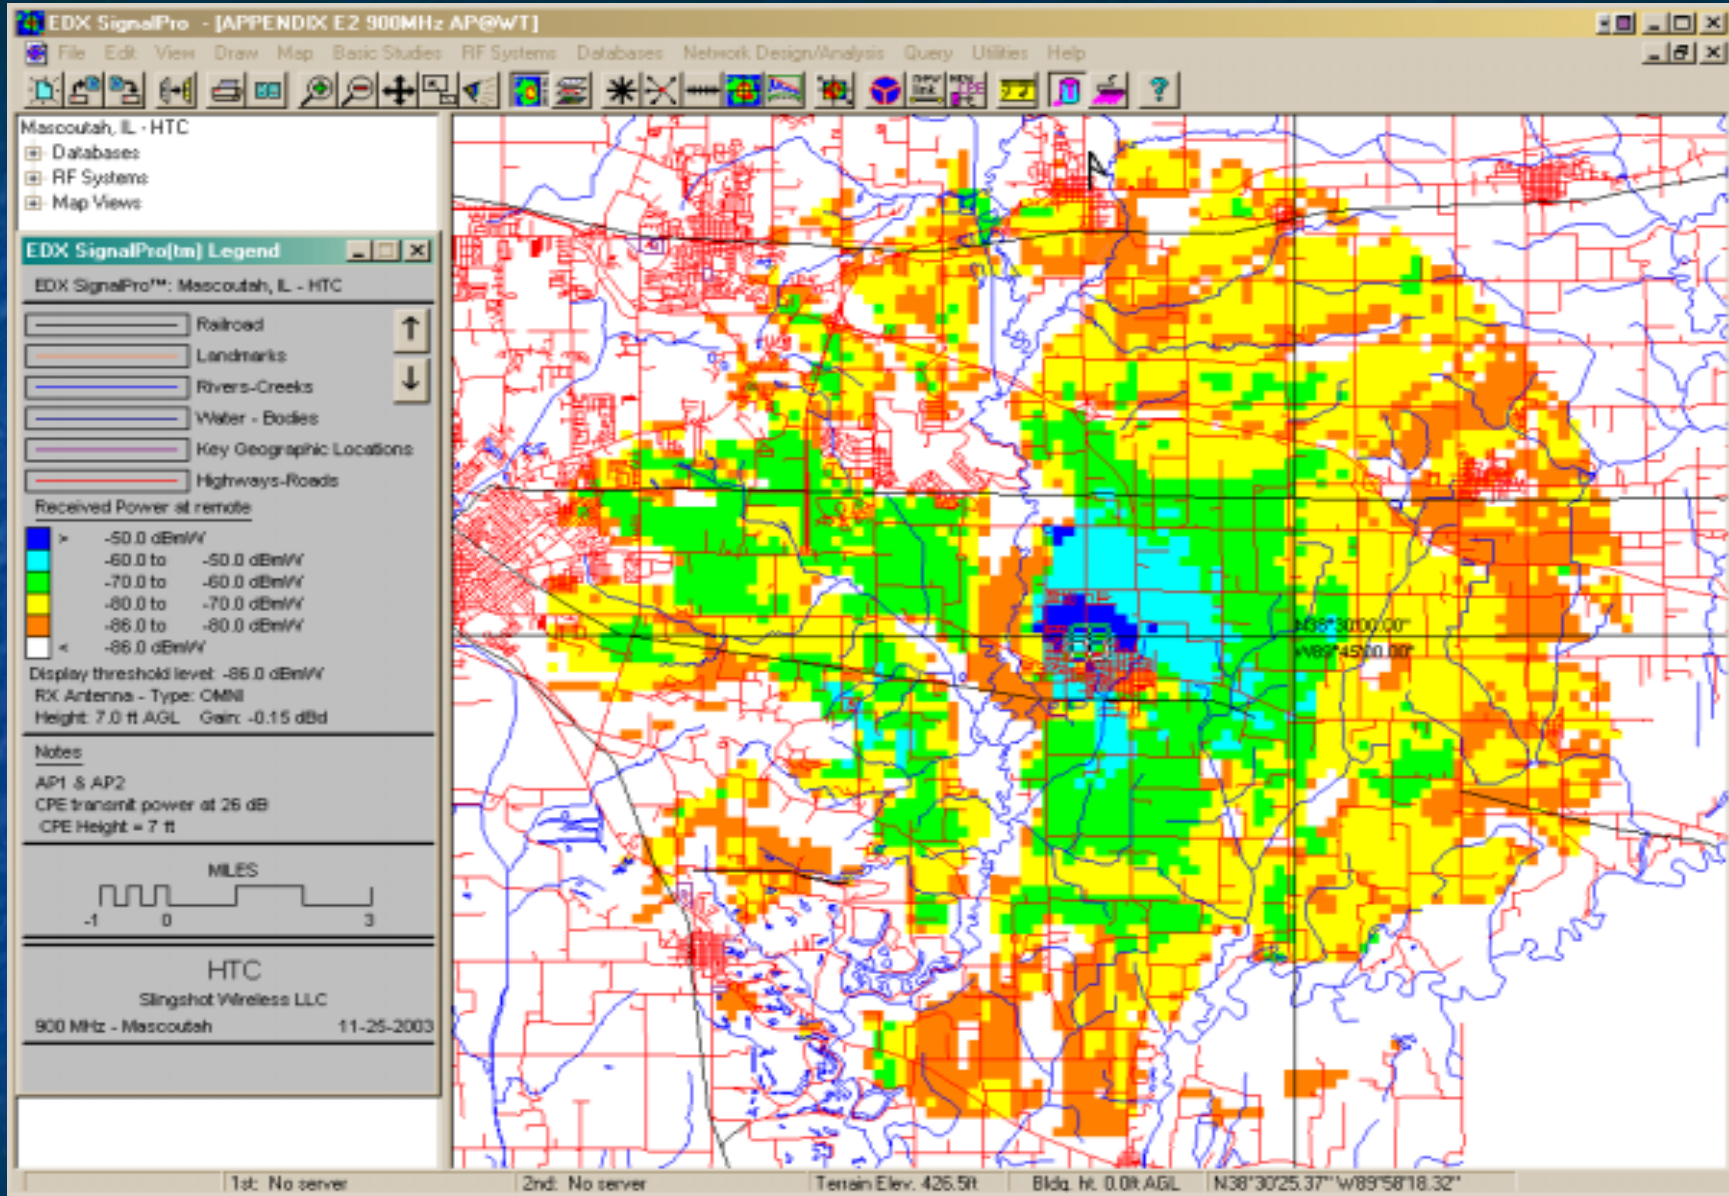 EDX SignalPro - [APPENDIX E2 900MHz AP@WT]
File Edit View Draw Map Basic Studies RF Systems Databases Network Design/Analysis Query Utilities Help
new link
CPE
Mascoutah, IL - HTC
Databases
RF Systems
Map Views
EDX SignalPro[tm] Legend
EDX SignalPro™: Mascoutah, IL - HTC
Railroad
Landmarks
Rivers-Creeks
Water - Bodies
Key Geographic Locations
Highways-Roads
Received Power at remote
> -50.0 dBmW
-60.0 to -50.0 dBmW
-70.0 to -60.0 dBmW
-80.0 to -70.0 dBmW
-86.0 to -80.0 dBmW
< -86.0 dBmW
Display threshold level: -86.0 dBmW
RX Antenna - Type: OMNI
Height: 7.0 ft AGL Gain: -0.15 dBd
Notes
AP1 & AP2
CPE transmit power at 26 dB
CPE Height = 7 ft
MILES
-1 0 3
HTC
Slingshot Wireless LLC
900 MHz - Mascoutah 11-25-2003
N38°30'00.00"
W89°45'00.00"
1st: No server 2nd: No server Terrain Elev. 426.5ft Bldg. ht. 0.0ft AGL N38°30'25.37" W89°58'18.32"